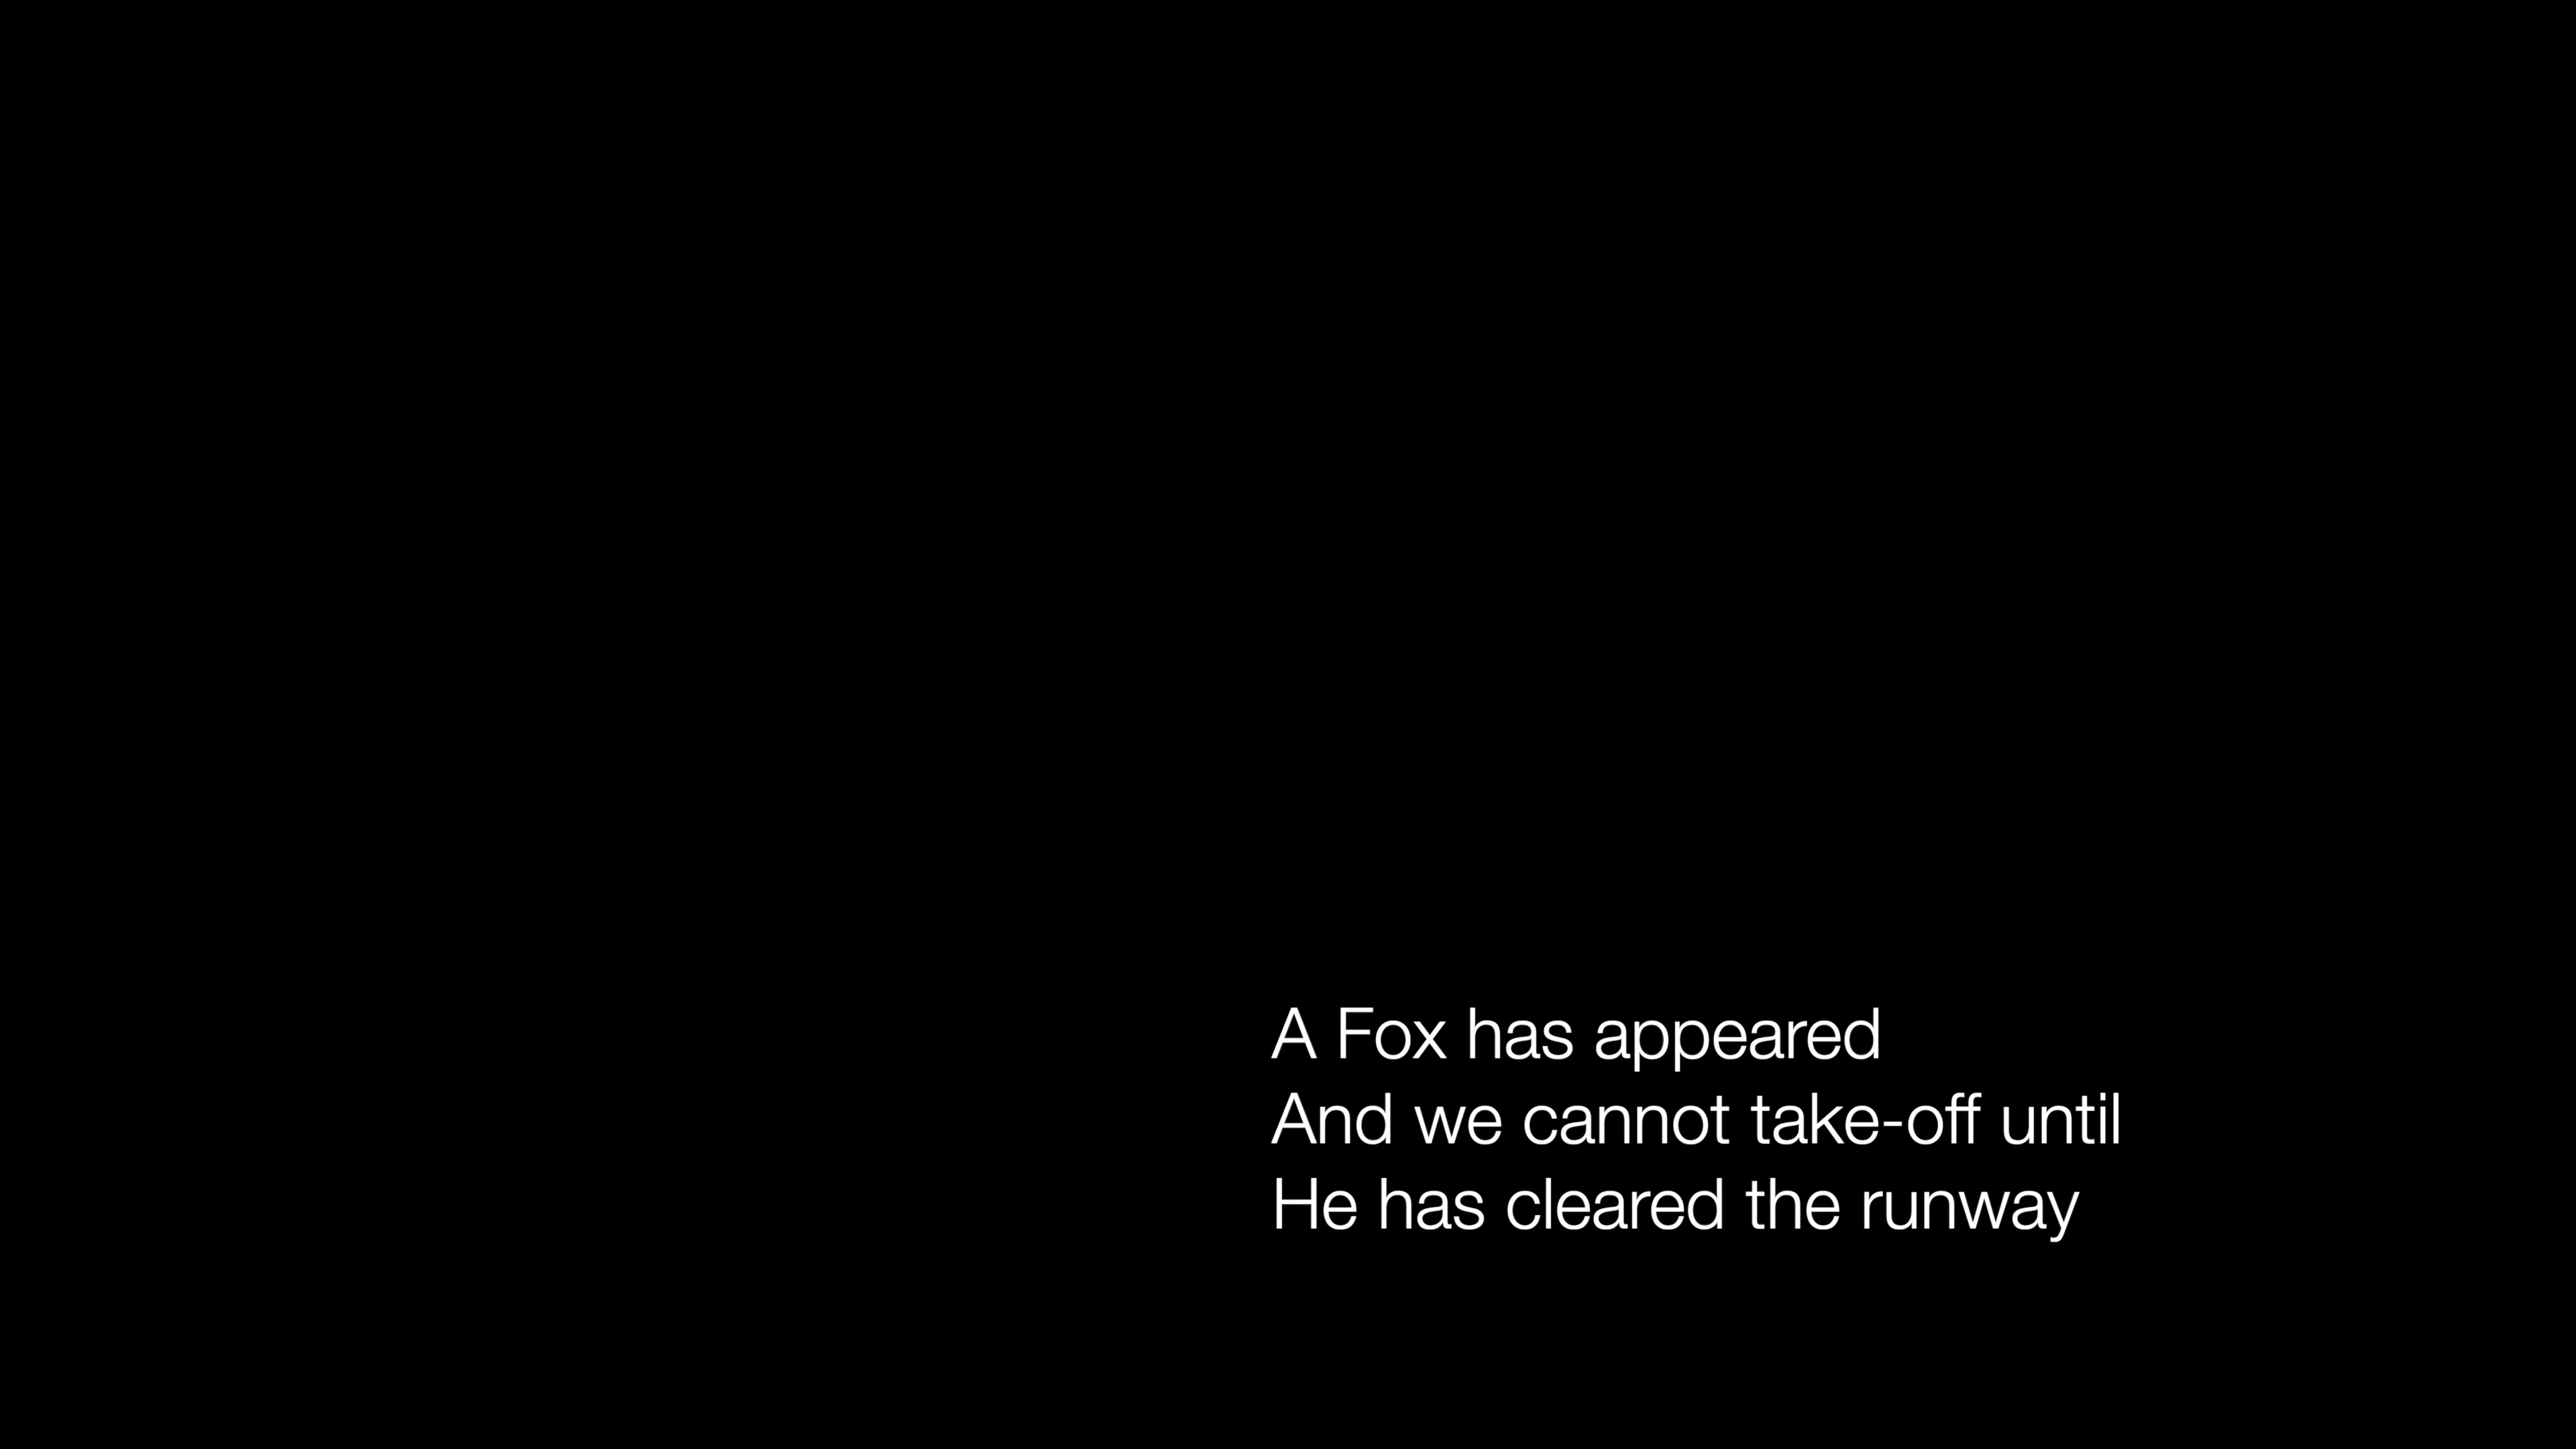 A Fox has appeared
And we cannot take-off until
He has cleared the runway